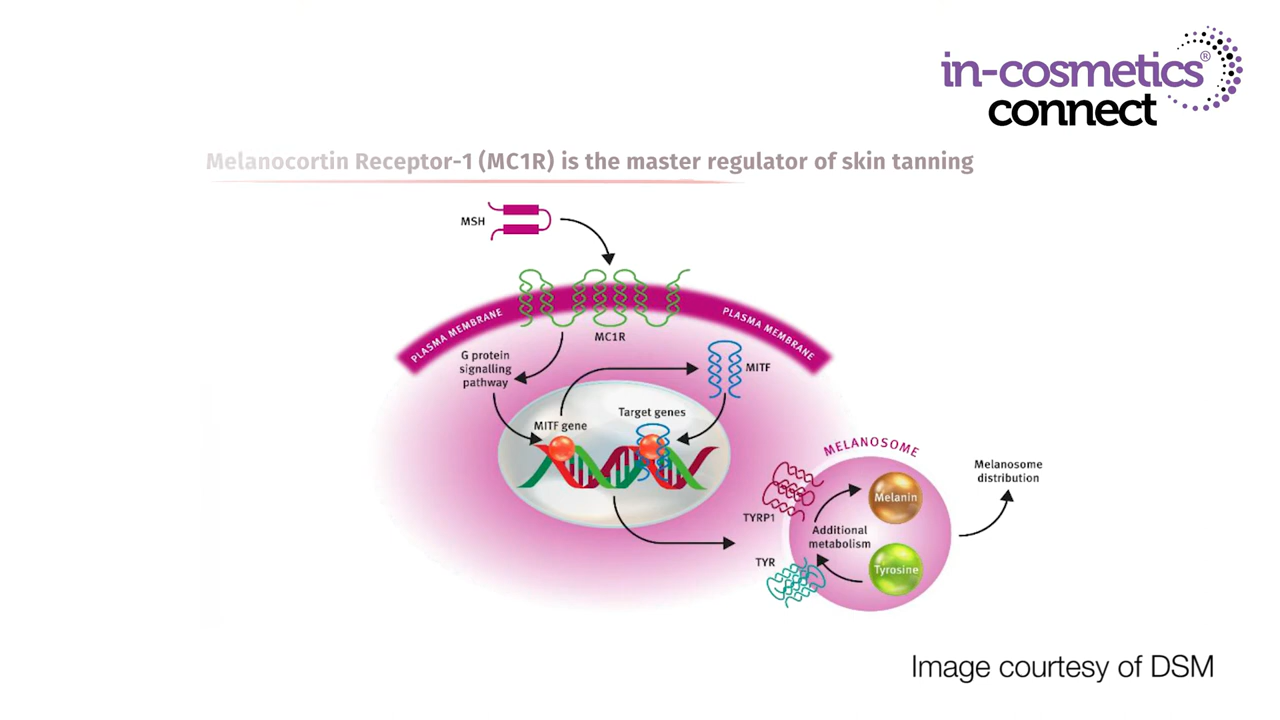 in-cosmetics®
connect
Melanocortin Receptor-1 (MC1R) is the master regulator of skin tanning
MSH
PLASMA MEMBRANE
PLASMA MEMBRANE
MC1R
G protein
signalling
pathway
MITF
MITF gene
Target genes
MELANOSOME
Melanosome
distribution
TYRP1
Melanin
Additional
metabolism
TYR
Tyrosine
Image courtesy of DSM